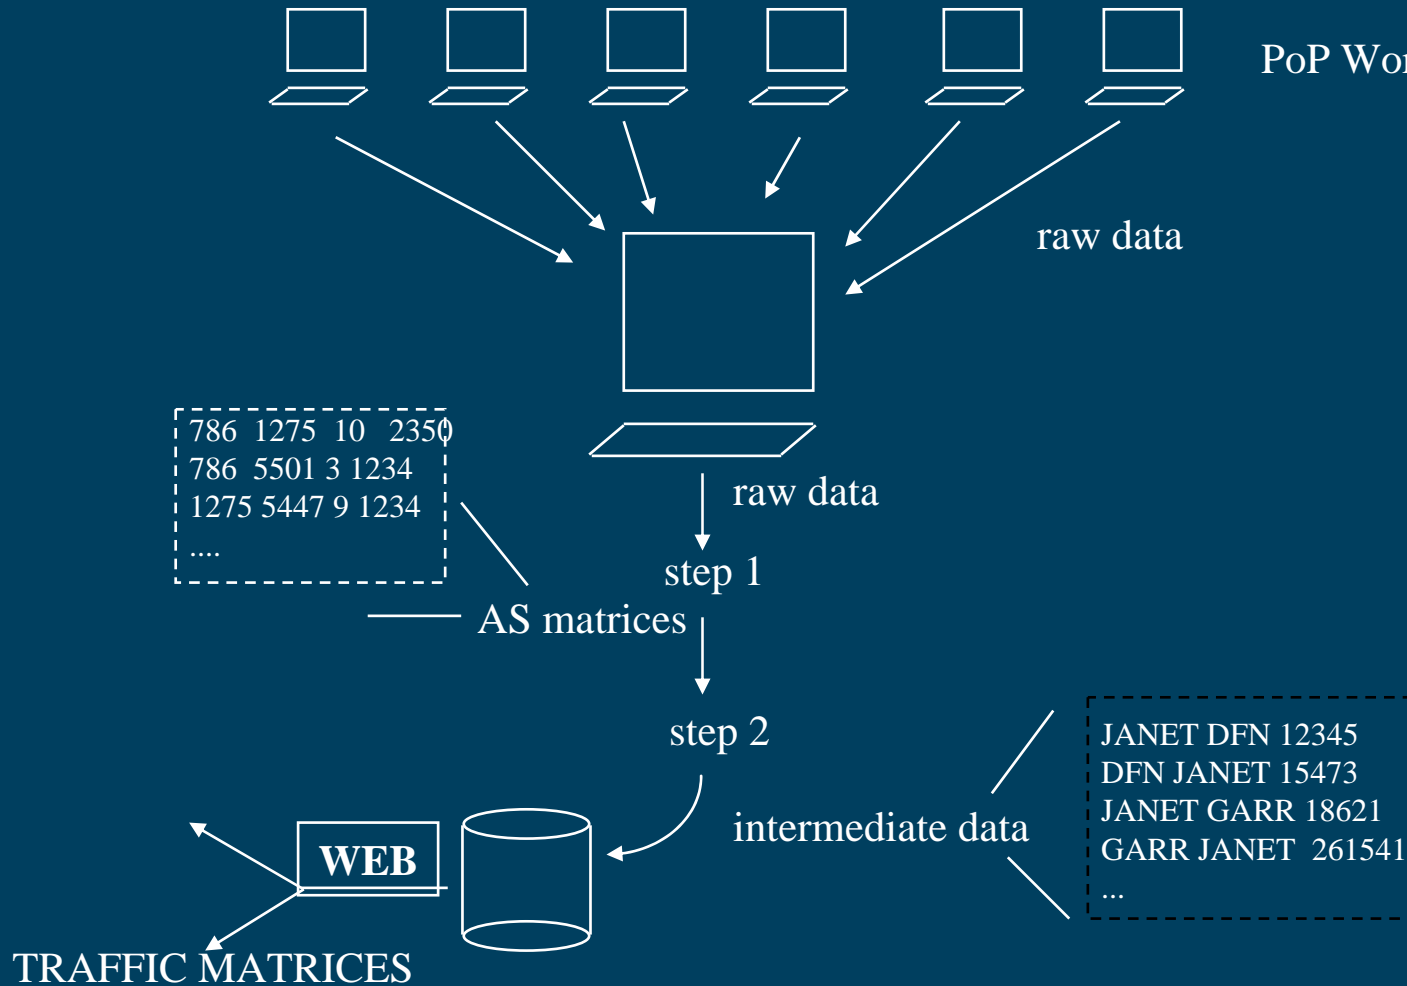 PoP
raw data
786 1275 10 2350
786 5501 3 1234
1275 5447 9 1234
....
raw data
step 1
AS matrices
step 2
JANET DFN 12345
DFN JANET 15473
JANET GARR 18621
GARR JANET 261541
...
intermediate data
WEB
TRAFFIC MATRICES